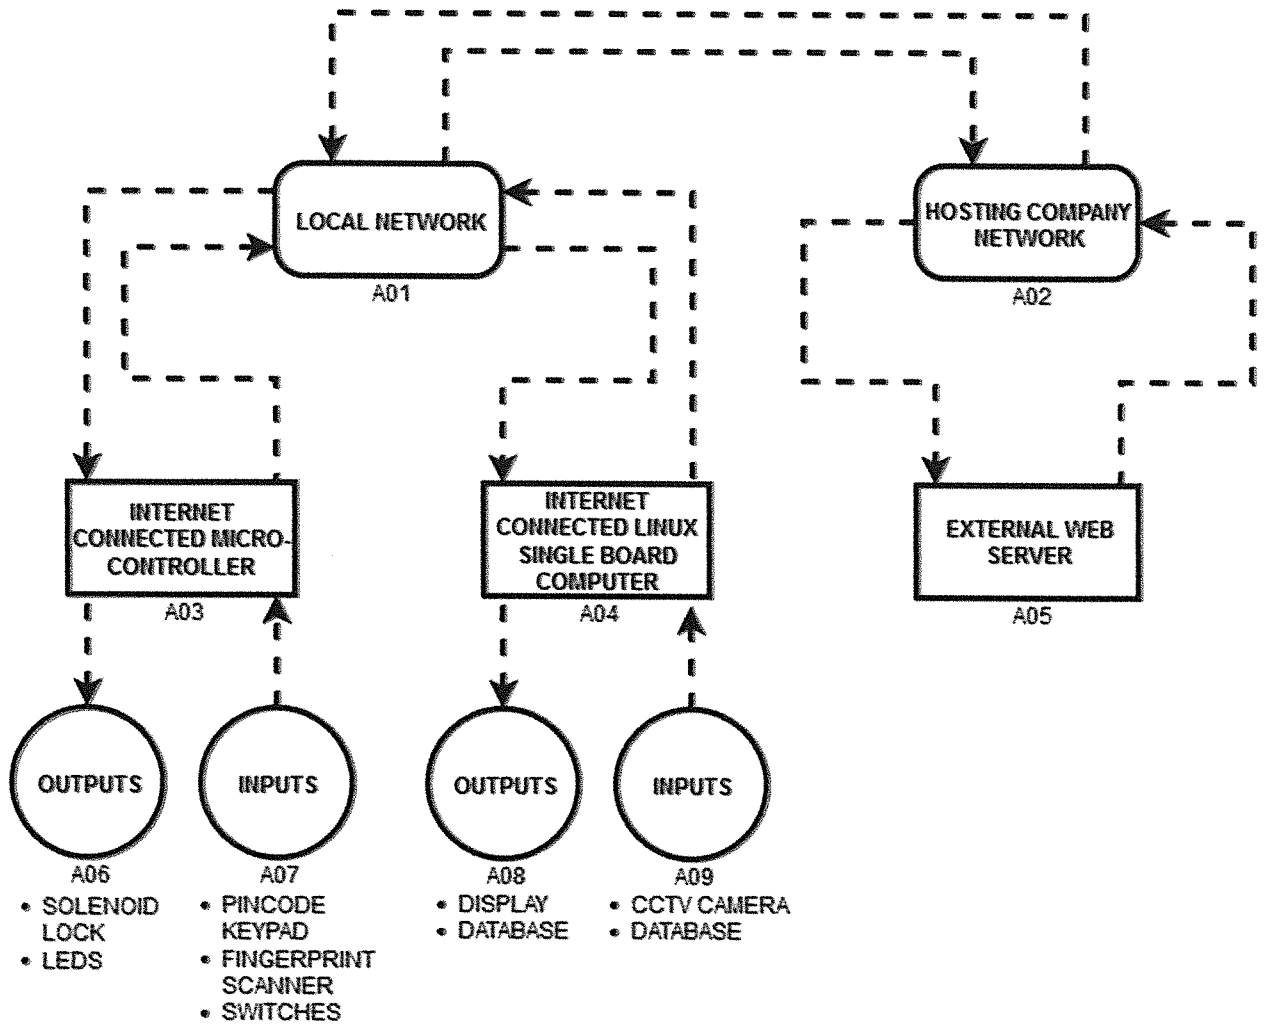 LOCAL NETWORK
A01
HOSTING COMPANY
NETWORK
A02
INTERNET
CONNECTED MICRO-
CONTROLLER
A03
INTERNET
CONNECTED LINUX
SINGLE BOARD
COMPUTER
A04
EXTERNAL WEB
SERVER
A05
OUTPUTS
A06
• SOLENOID
LOCK
• LEDS
INPUTS
A07
• PINCODE
KEYPAD
• FINGERPRINT
SCANNER
• SWITCHES
OUTPUTS
A08
• DISPLAY
• DATABASE
INPUTS
A09
• CCTV CAMERA
• DATABASE